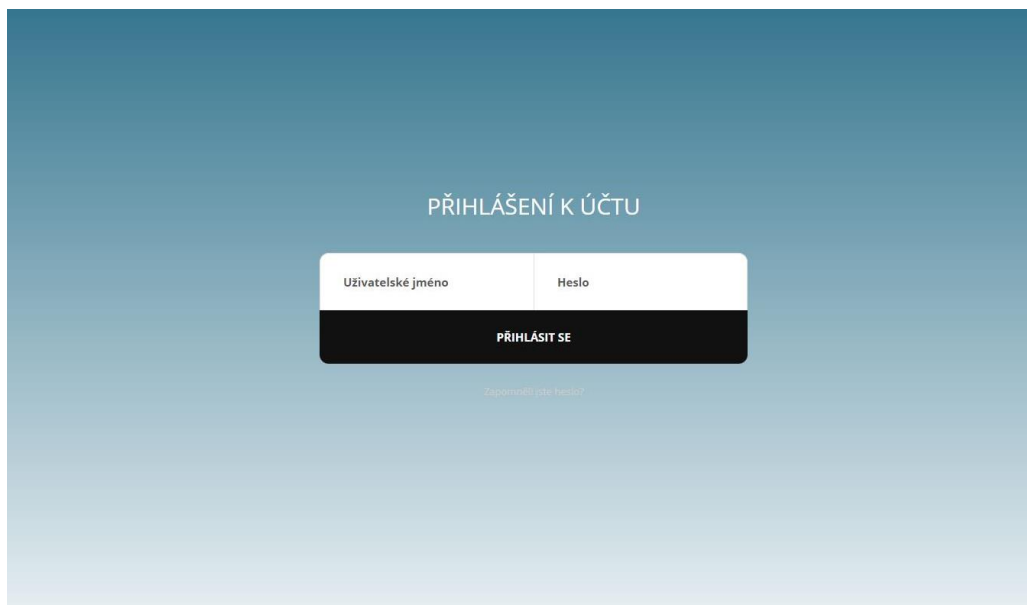 PŘIHLÁŠENÍ K ÚČTU
Uživatelské jméno
Heslo
PŘIHLÁSIT SE
Zapomněli jste heslo?